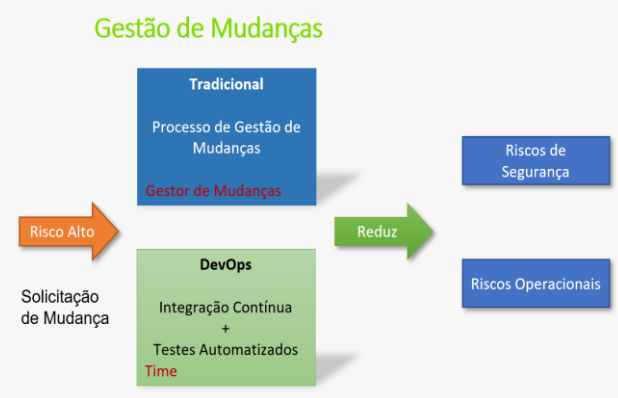 Gestão de Mudanças
Tradicional
Processo de Gestão de
Mudanças
Gestor de Mudanças
Risco Alto
Solicitação
de Mudança
DevOps
Integração Contínua
+
Testes Automatizados
Time
Reduz
Riscos de
Segurança
Riscos Operacionais